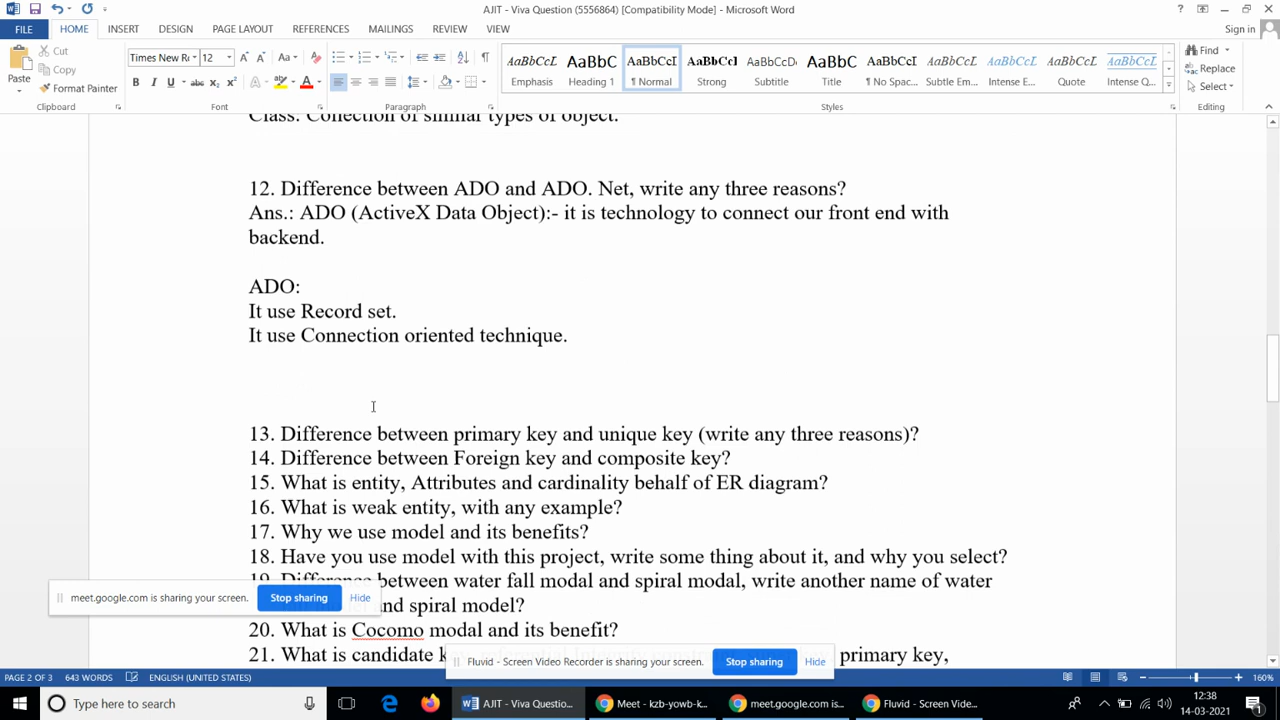 AJIT - Viva Question (5556864) [Compatibility Mode] - Microsoft Word
FILE HOME INSERT DESIGN PAGE LAYOUT REFERENCES MAILINGS REVIEW VIEW Sign in
Paste
Cut
Copy
Format Painter
Times New Ro 12
AaBbCcL Emphasis
AaBbC Heading 1
AaBbCcI ¶ Normal
AaBbCcI Strong
AaBbCcD Subtitle
AaBbC Title
AaBbCcI ¶ No Spac...
AaBbCcL Subtle Em...
AaBbCcL Intense E...
AaBbCcL Quote
AaBbCcL Intense Q...
Find
Replace
Select
Clipboard Font Paragraph Styles Editing
Class: Collection of similar types of object.
12. Difference between ADO and ADO. Net, write any three reasons?
Ans.: ADO (ActiveX Data Object):- it is technology to connect our front end with
backend.
ADO:
It use Record set.
It use Connection oriented technique.
13. Difference between primary key and unique key (write any three reasons)?
14. Difference between Foreign key and composite key?
15. What is entity, Attributes and cardinality behalf of ER diagram?
16. What is weak entity, with any example?
17. Why we use model and its benefits?
18. Have you use model with this project, write some thing about it, and why you select?
19. Difference between water fall modal and spiral modal, write another name of water
and spiral model?
20. What is Cocomo modal and its benefit?
21. What is candidate primary key,
meet.google.com is sharing your screen. Stop sharing Hide
Fluvid - Screen Video Recorder is sharing your screen. Stop sharing Hide
PAGE 2 OF 3 643 WORDS ENGLISH (UNITED STATES) 160%
Type here to search
AJIT - Viva Questio...
Meet - kzb-yowb-k...
meet.google.com is...
Fluvid - Screen Vid...
12:38
14-03-2021